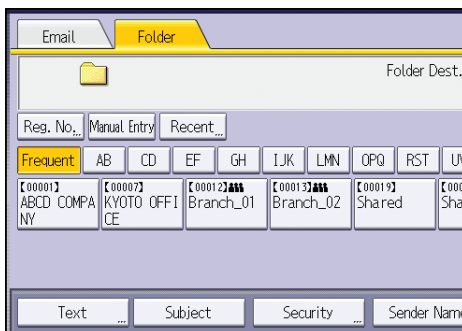 Email Folder
Folder Dest.
Reg. No. Manual Entry Recent
Frequent AB CD EF GH IJK LMN OPQ RST
【00001】 【00007】 【00012】 【00013】 【00019】
ABCD COMPA KYOTO OFFI Branch_01 Branch_02 Shared
NY CE
Text Subject Security Sender Name